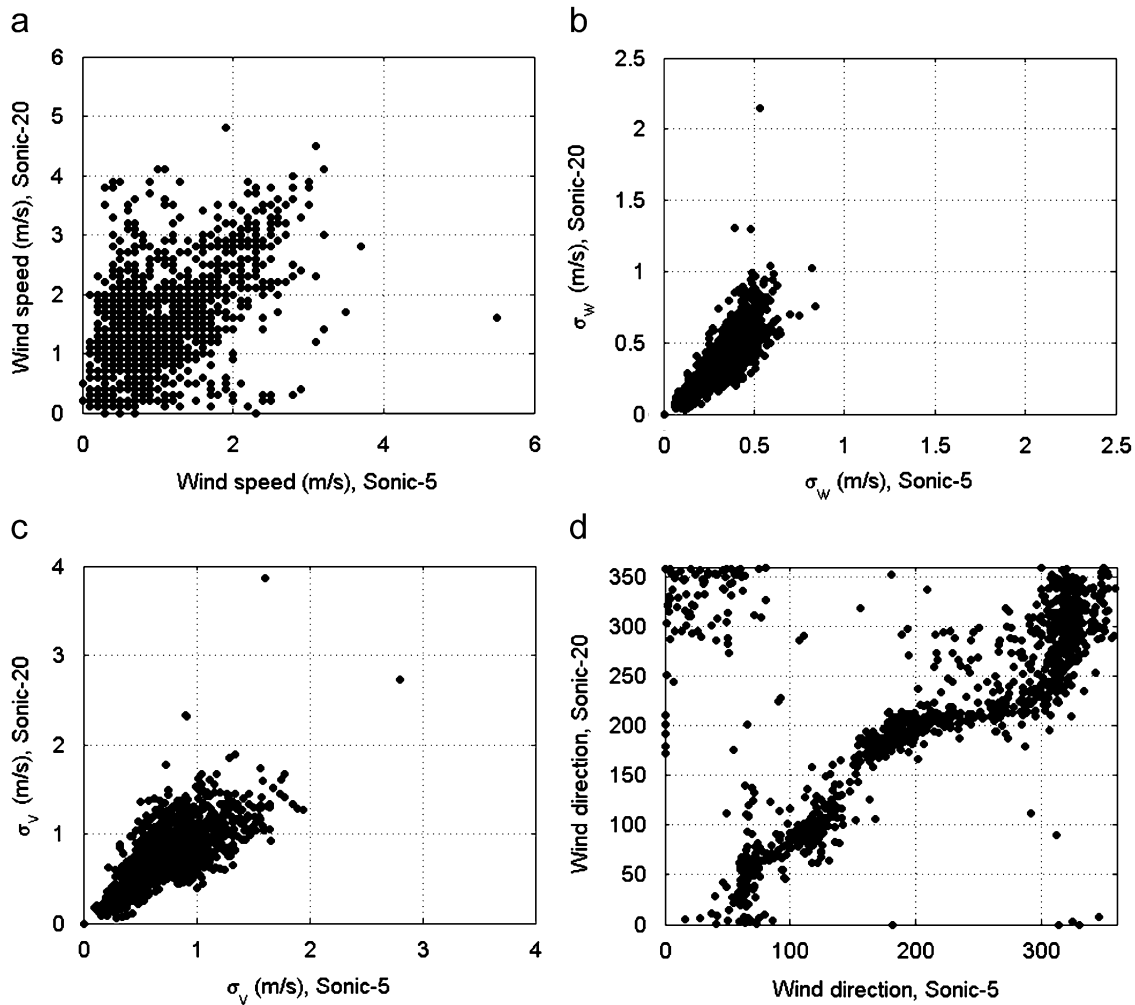 a
6
5
4
3
2
1
0
0 2 4 6
Wind speed (m/s), Sonic-20
Wind speed (m/s), Sonic-5
b
2.5
2
1.5
1
0.5
0
0 0.5 1 1.5 2 2.5
σw (m/s), Sonic-20
σw (m/s), Sonic-5
c
4
3
2
1
0
0 1 2 3 4
σv (m/s), Sonic-20
σv (m/s), Sonic-5
d
350
300
250
200
150
100
50
0
0 100 200 300
Wind direction, Sonic-20
Wind direction, Sonic-5